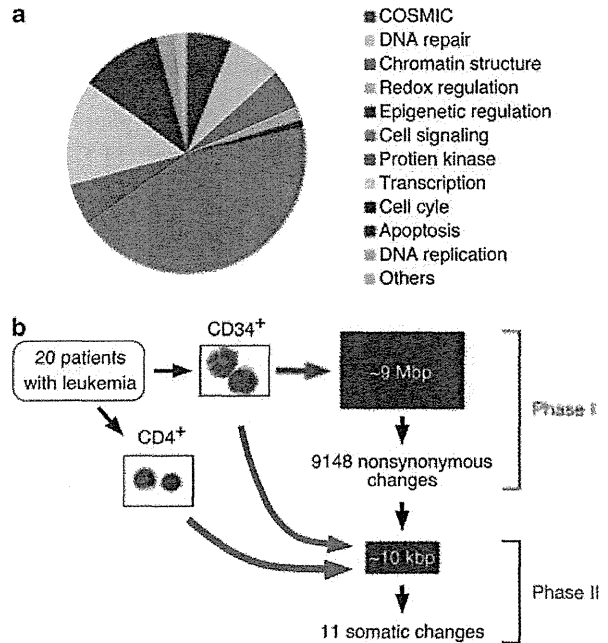 a
COSMIC
DNA repair
Chromatin structure
Redox regulation
Epigenetic regulation
Cell signaling
Protien kinase
Transcription
Cell cyle
Apoptosis
DNA replication
Others
b
20 patients
with leukemia
CD34+
CD4+
~9 Mbp
9148 nonsynonymous
changes
Phase I
~10 kbp
11 somatic changes
Phase II